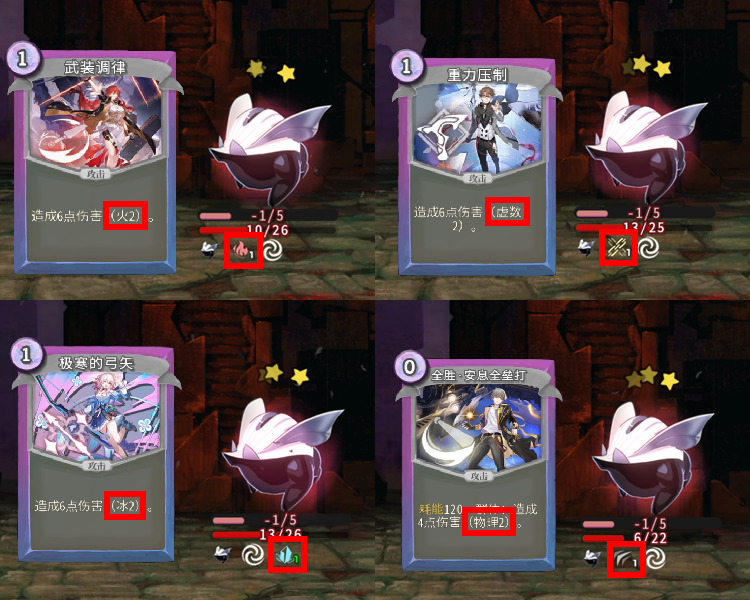 1
武装调律
攻击
造成6点伤害（火2）。
-1/5
10/26
1
1
重力压制
攻击
造成6点伤害（虚数
2）。
-1/5
13/25
1
1
极寒的弓矢
攻击
造成6点伤害（冰2）。
-1/5
13/26
1
0
全胜·安息全垒打
攻击
耗能120
造成
4点伤害（物理2）。
-1/5
6/22
1